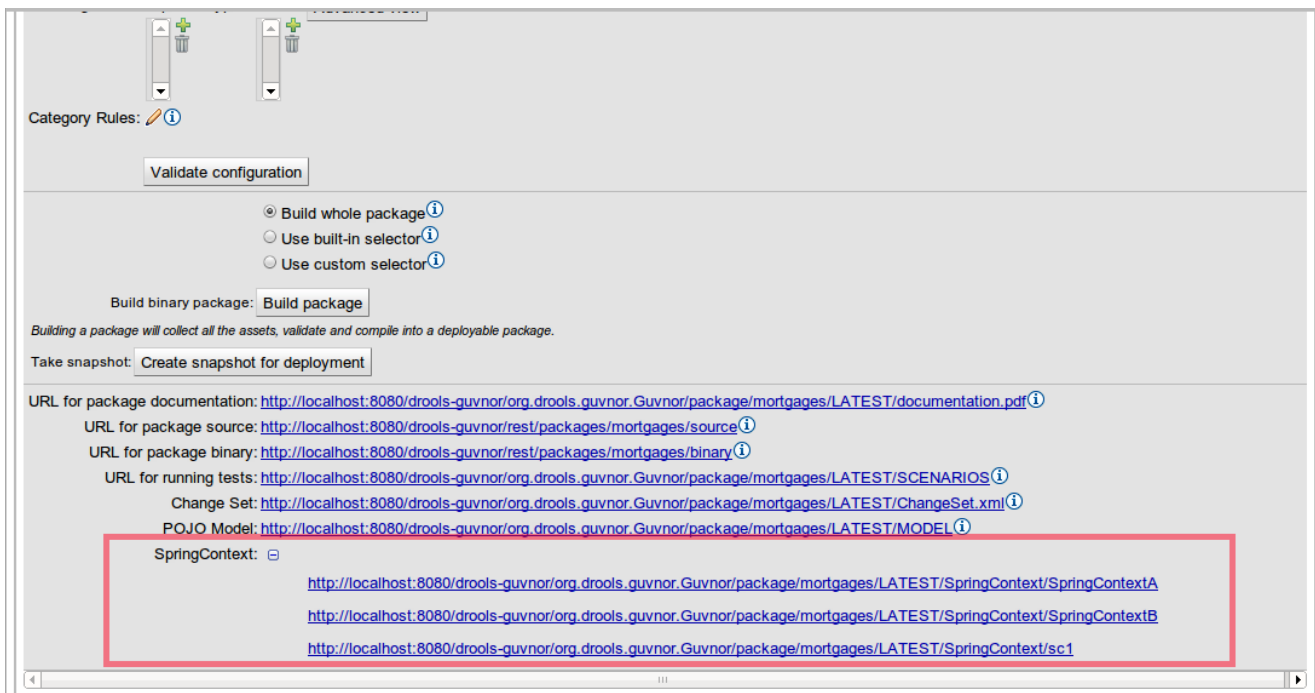 Category Rules:
Validate configuration
Build whole package
Use built-in selector
Use custom selector
Build binary package: Build package
Building a package will collect all the assets, validate and compile into a deployable package.
Take snapshot: Create snapshot for deployment
URL for package documentation: http://localhost:8080/drools-guvnor/org.drools.guvnor.Guvnor/package/mortgages/LATEST/documentation.pdf
URL for package source: http://localhost:8080/drools-guvnor/rest/packages/mortgages/source
URL for package binary: http://localhost:8080/drools-guvnor/rest/packages/mortgages/binary
URL for running tests: http://localhost:8080/drools-guvnor/org.drools.guvnor.Guvnor/package/mortgages/LATEST/SCENARIOS
Change Set: http://localhost:8080/drools-guvnor/org.drools.guvnor.Guvnor/package/mortgages/LATEST/ChangeSet.xml
POJO Model: http://localhost:8080/drools-guvnor/org.drools.guvnor.Guvnor/package/mortgages/LATEST/MODEL
SpringContext:
http://localhost:8080/drools-guvnor/org.drools.guvnor.Guvnor/package/mortgages/LATEST/SpringContext/SpringContextA
http://localhost:8080/drools-guvnor/org.drools.guvnor.Guvnor/package/mortgages/LATEST/SpringContext/SpringContextB
http://localhost:8080/drools-guvnor/org.drools.guvnor.Guvnor/package/mortgages/LATEST/SpringContext/sc1